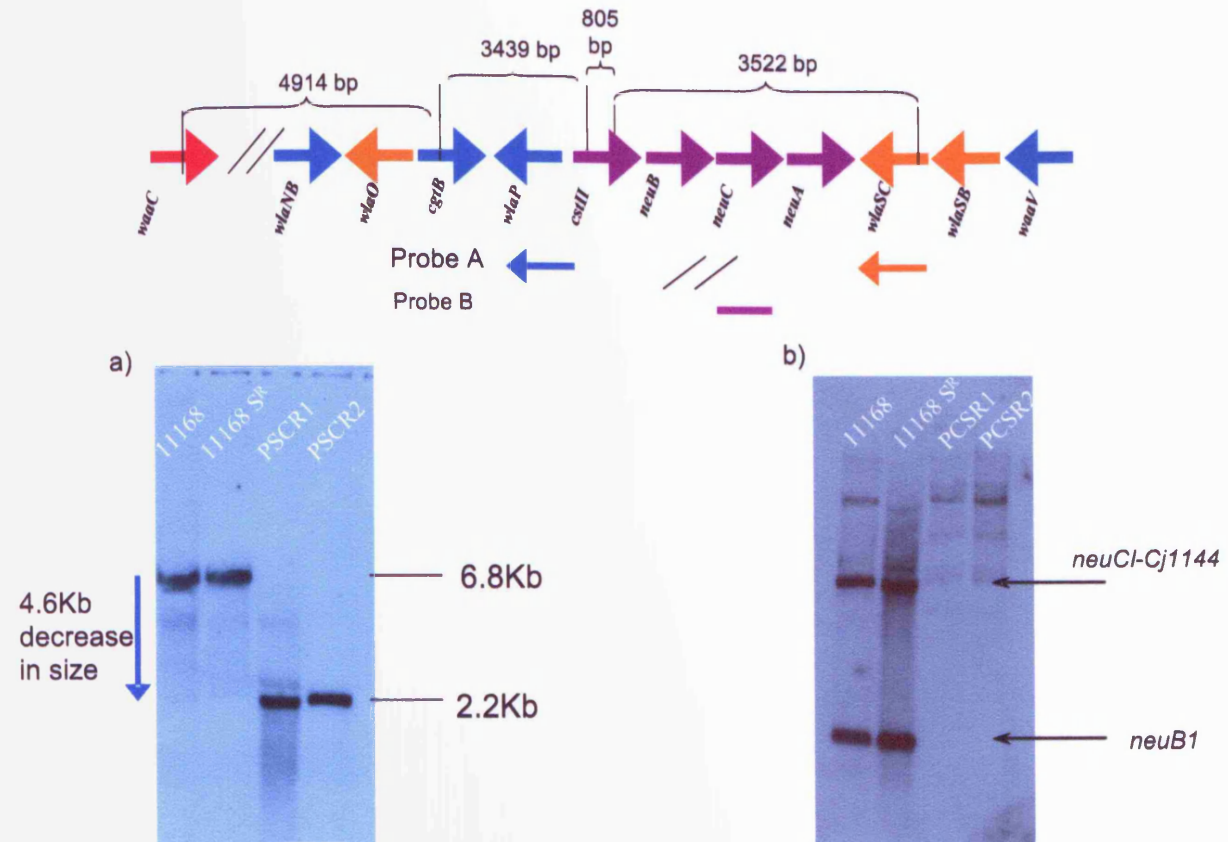 805
bp
3439 bp
3522 bp
4914 bp
waaC
wlaNB
wlaO
cgtB
wlaP
cstII
neuB
neuC
neuA
wlaSC
wlaSB
waaV
Probe A
Probe B
a)
11168
11168 Sᴿ
PSCR1
PSCR2
6.8Kb
4.6Kb
decrease
in size
2.2Kb
b)
11168
11168 Sᴿ
PCSR1
PCSR2
neuCI-Cj1144
neuB1